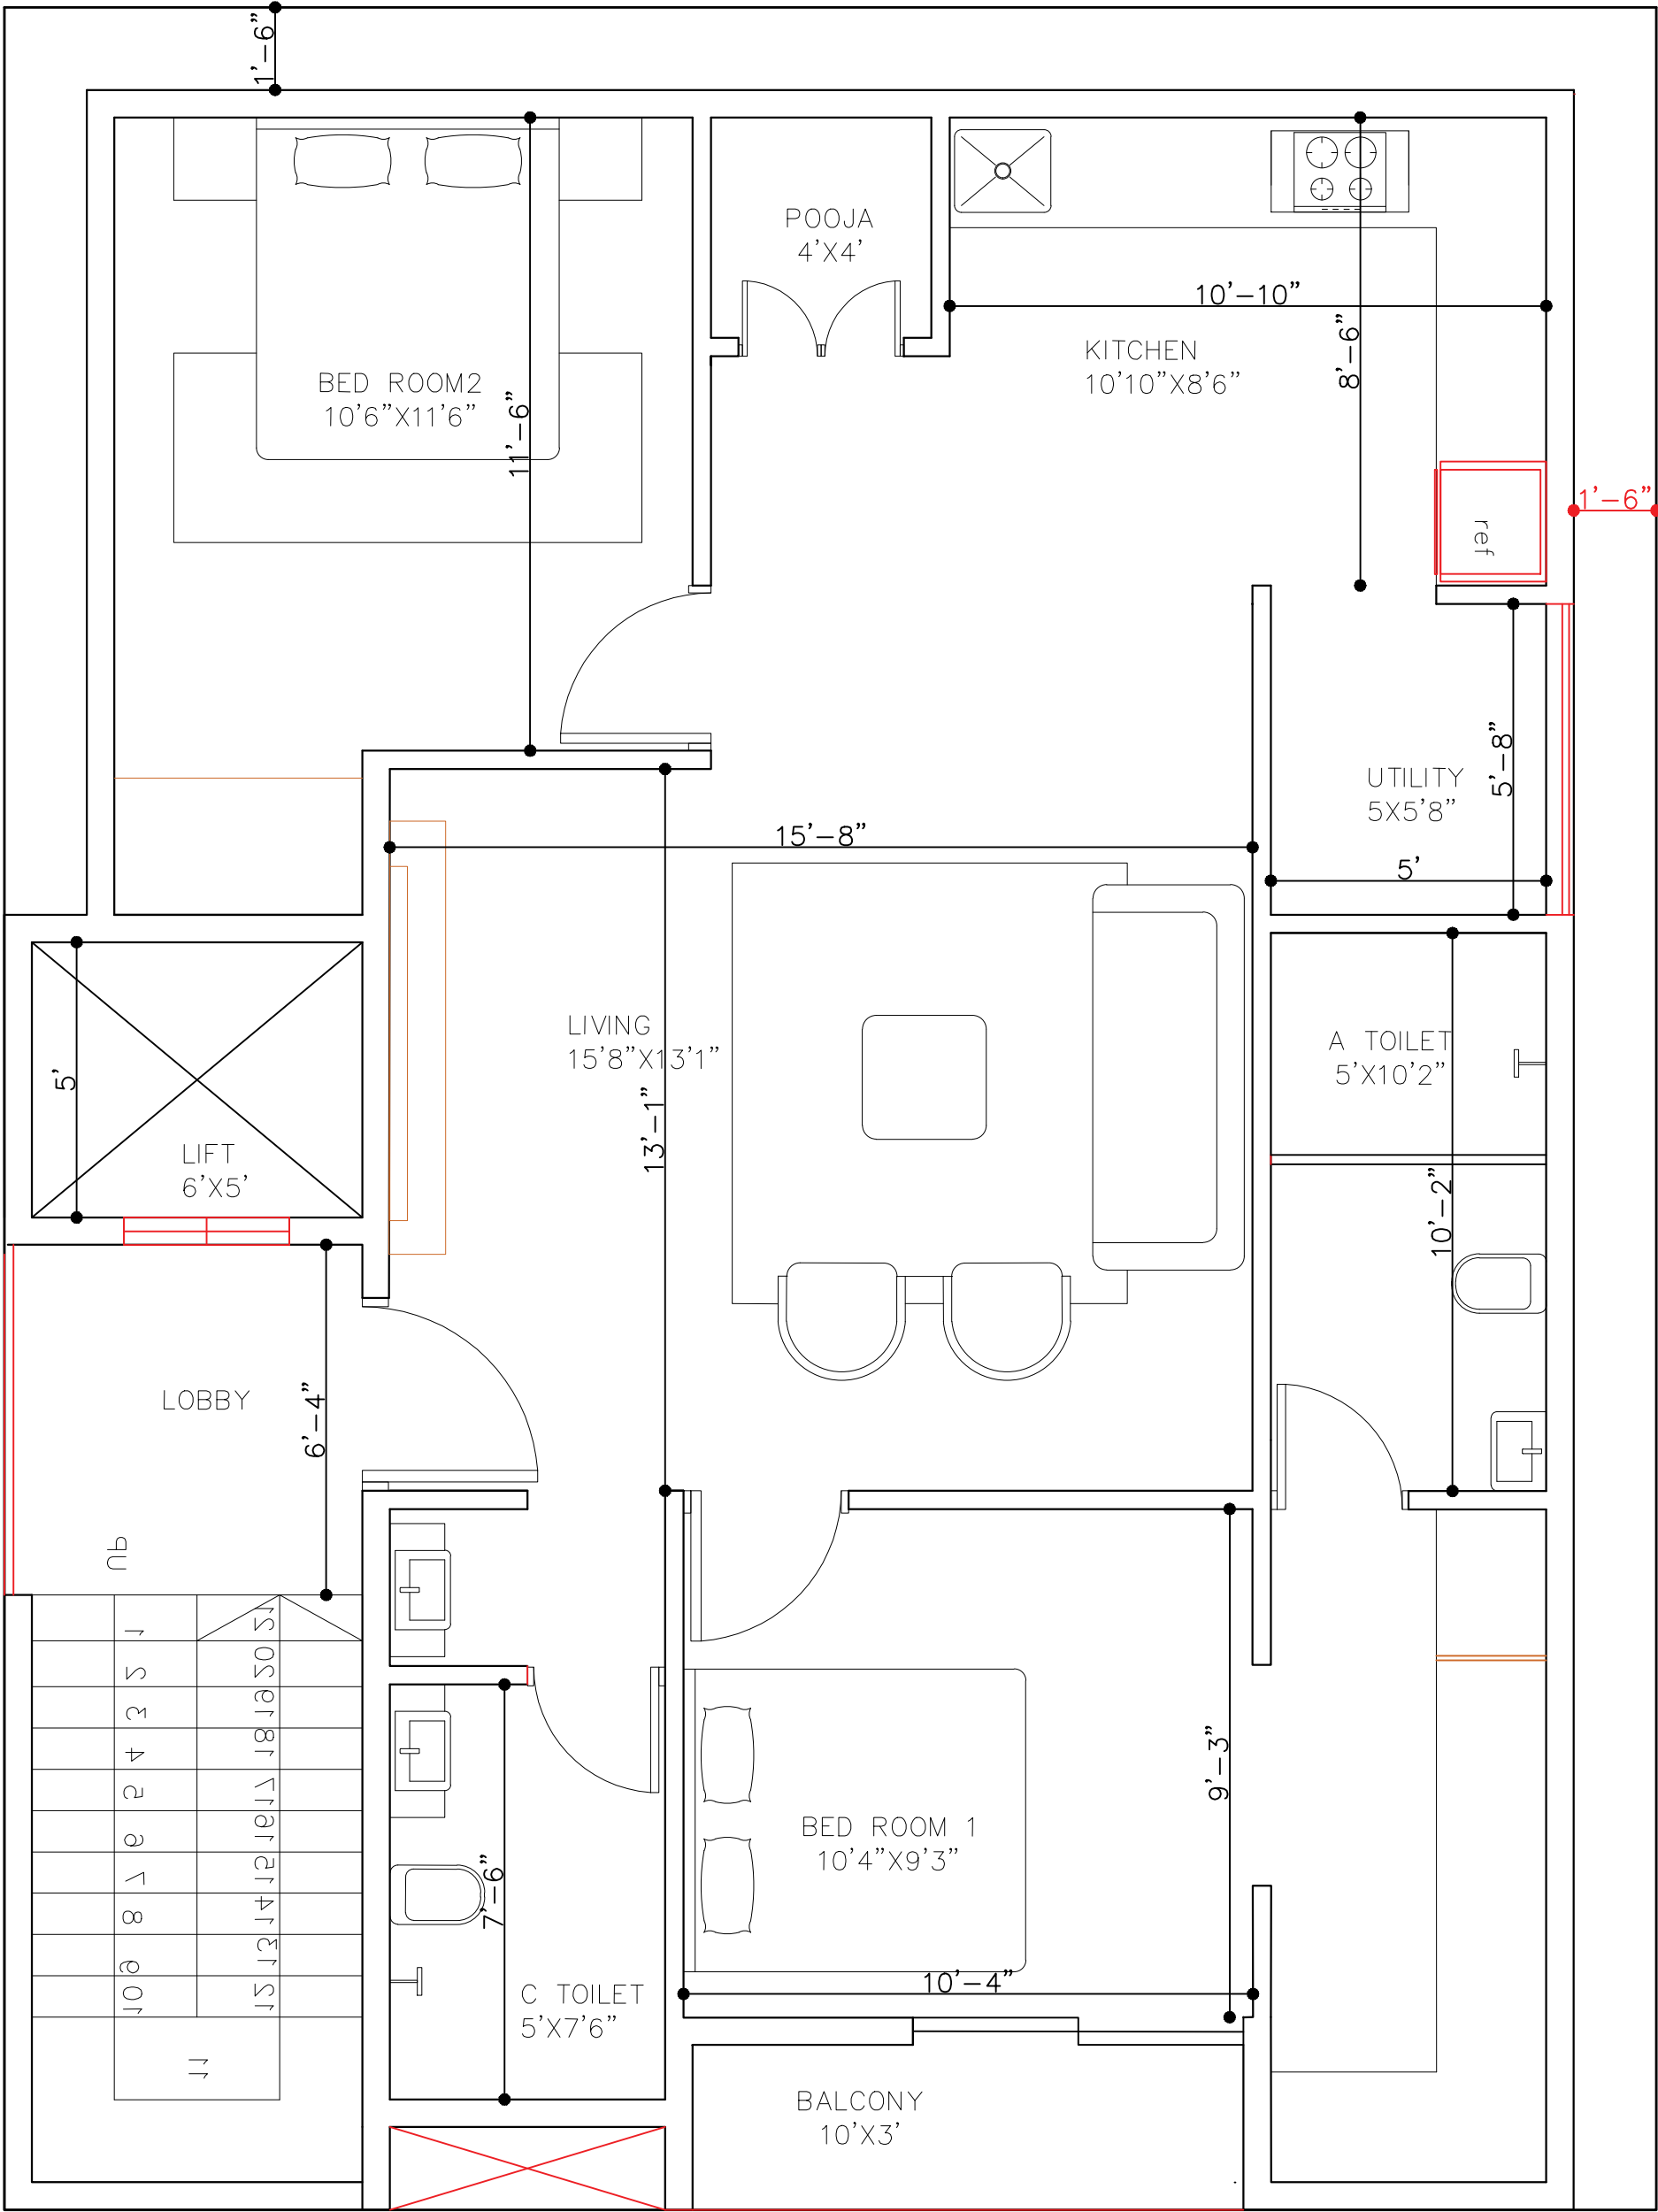 1'-6"
POOJA
4'X4'
10'-10"
8'-6"
KITCHEN
10'10"X8'6"
BED ROOM2
10'6"X11'6"
11'-6"
1'-6"
ref
5'-8"
UTILITY
5X5'8"
15'-8"
5'
LIVING
15'8"X13'1"
A TOILET
5'X10'2"
5'
13'-1"
LIFT
6'X5'
10'-2"
LOBBY
6'-4"
UP
1
2
3
4
5
6
7
8
9
10
11
12
13
14
15
16
17
18
19
20
21
9'-3"
BED ROOM 1
10'4"X9'3"
7'-6"
10'-4"
C TOILET
5'X7'6"
BALCONY
10'X3'